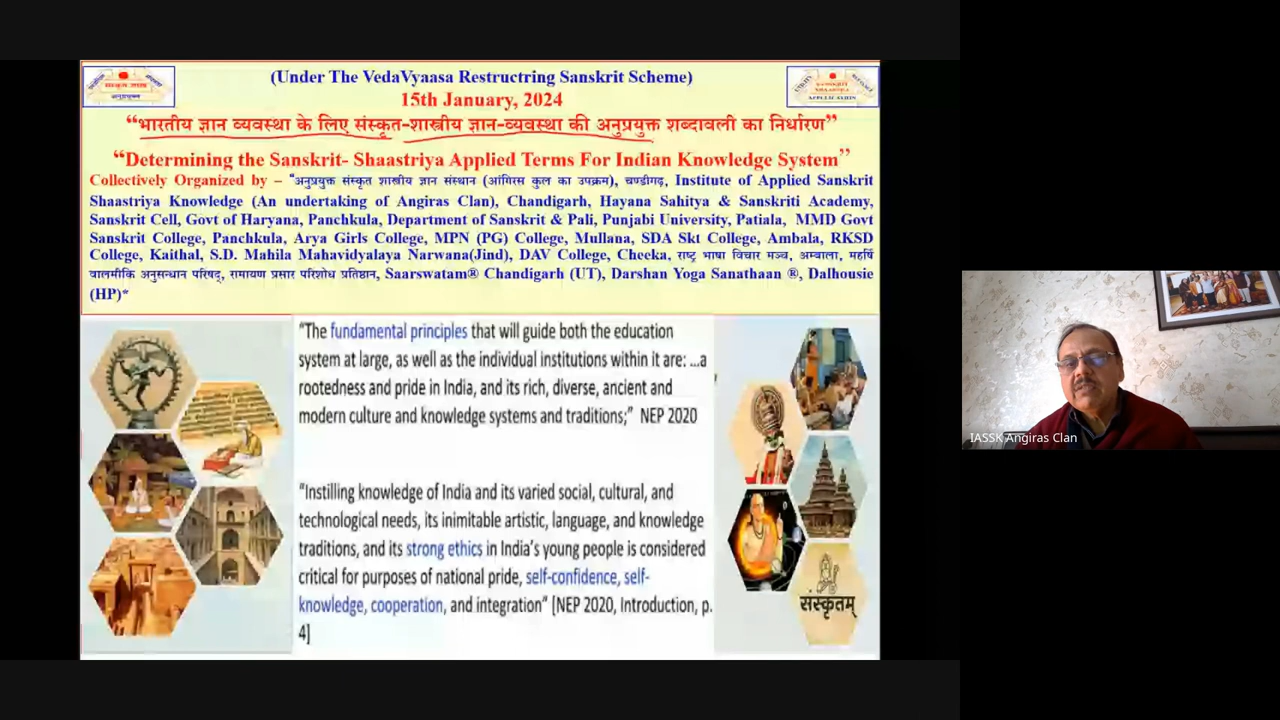 (Under The VedaVyaasa Restructring Sanskrit Scheme)
15th January, 2024
“भारतीय ज्ञान व्यवस्था के लिए संस्कृत-शास्त्रीय ज्ञान-व्यवस्था की अनुप्रयुक्त शब्दावली का निर्धारण”
“Determining the Sanskrit- Shaastriya Applied Terms For Indian Knowledge System”
Collectively Organized by – “अनुप्रयुक्त संस्कृत शास्त्रीय ज्ञान संस्थान (आंगिरस कुल का उपक्रम), चण्डीगढ़, Institute of Applied Sanskrit
Shaastriya Knowledge (An undertaking of Angiras Clan), Chandigarh, Hayana Sahitya & Sanskriti Academy,
Sanskrit Cell, Govt of Haryana, Panchkula, Department of Sanskrit & Pali, Punjabi University, Patiala, MMD Govt
Sanskrit College, Panchkula, Arya Girls College, MPN (PG) College, Mullana, SDA Skt College, Ambala, RKSD
College, Kaithal, S.D. Mahila Mahavidyalaya Narwana(Jind), DAV College, Cheeka, राष्ट्र भाषा विचार मञ्च, अम्बाला, महर्षि
वाल्मीकि अनुसन्धान परिषद्, रामायण प्रसार परिशोध प्रतिष्ठान, Saarswatam® Chandigarh (UT), Darshan Yoga Sanathaan ®, Dalhousie
(HP)*
“The fundamental principles that will guide both the education
system at large, as well as the individual institutions within it are: ...a
rootedness and pride in India, and its rich, diverse, ancient and
modern culture and knowledge systems and traditions;” NEP 2020
“Instilling knowledge of India and its varied social, cultural, and
technological needs, its inimitable artistic, language, and knowledge
traditions, and its strong ethics in India’s young people is considered
critical for purposes of national pride, self-confidence, self-
knowledge, cooperation, and integration” [NEP 2020, Introduction, p.
4]
संस्कृतम्
IASSK Angiras Clan